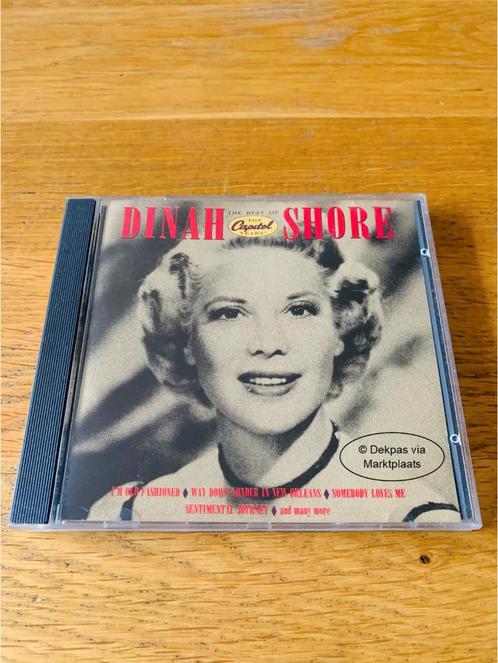 THE BEST OF
DINAH SHORE
THE
Capitol
YEARS
© Dekpas via
Marktplaats
I'M OLD FASHIONED ♦ WAY DOWN YONDER IN NEW ORLEANS ♦ SOMEBODY LOVES ME
SENTIMENTAL JOURNEY ♦ and many more